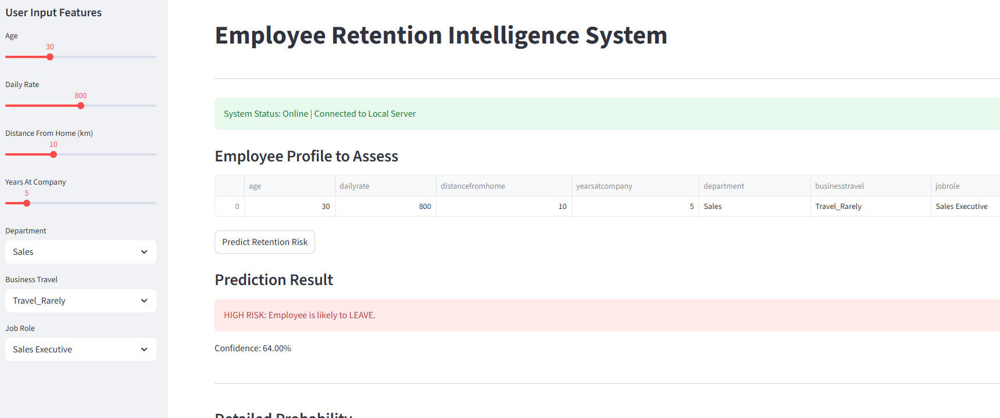 User Input Features
Age
30
Daily Rate
800
Distance From Home (km)
10
Years At Company
5
Department
Sales
Business Travel
Travel_Rarely
Job Role
Sales Executive
Employee Retention Intelligence System
System Status: Online | Connected to Local Server
Employee Profile to Assess
age dailyrate distancefromhome yearsatcompany department businesstravel jobrole
0 30 800 10 5 Sales Travel_Rarely Sales Executive
Predict Retention Risk
Prediction Result
HIGH RISK: Employee is likely to LEAVE.
Confidence: 64.00%
Detailed Probability